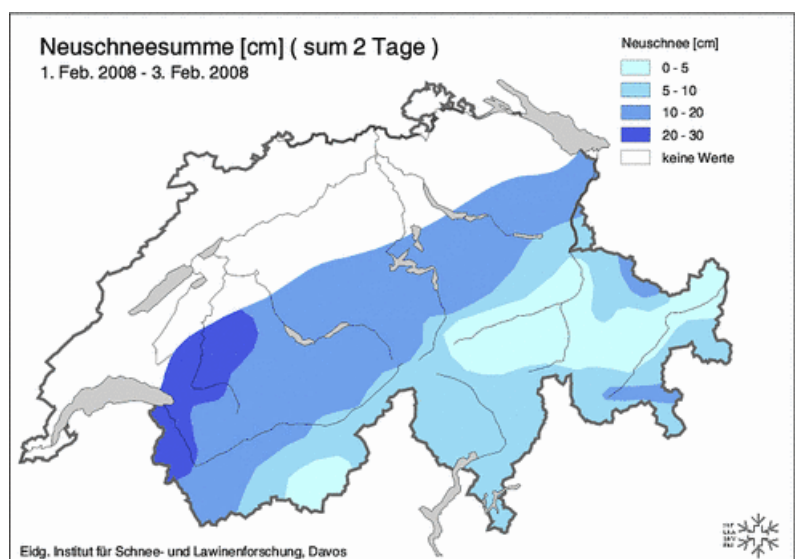 Neuschneesumme [cm] ( sum 2 Tage )
1. Feb. 2008 - 3. Feb. 2008
Neuschnee [cm]
0 - 5
5 - 10
10 - 20
20 - 30
keine Werte
Eidg. Institut für Schnee- und Lawinenforschung, Davos